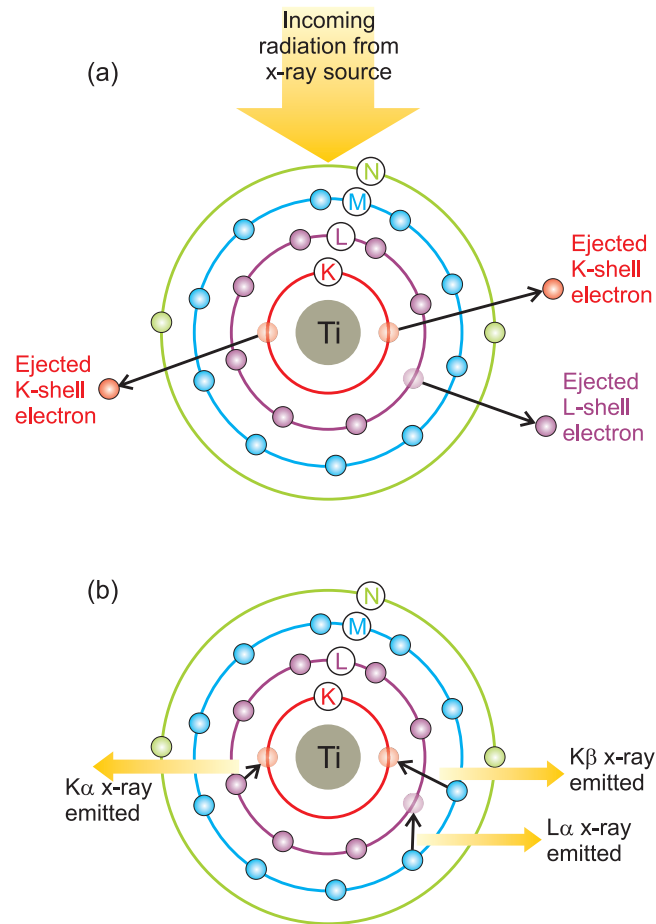 Incoming
radiation from
x-ray source
(a)
N
M
L
K
Ti
Ejected
K-shell
electron
Ejected
K-shell
electron
Ejected
L-shell
electron
(b)
N
M
L
K
Ti
Kα x-ray
emitted
Kβ x-ray
emitted
Lα x-ray
emitted